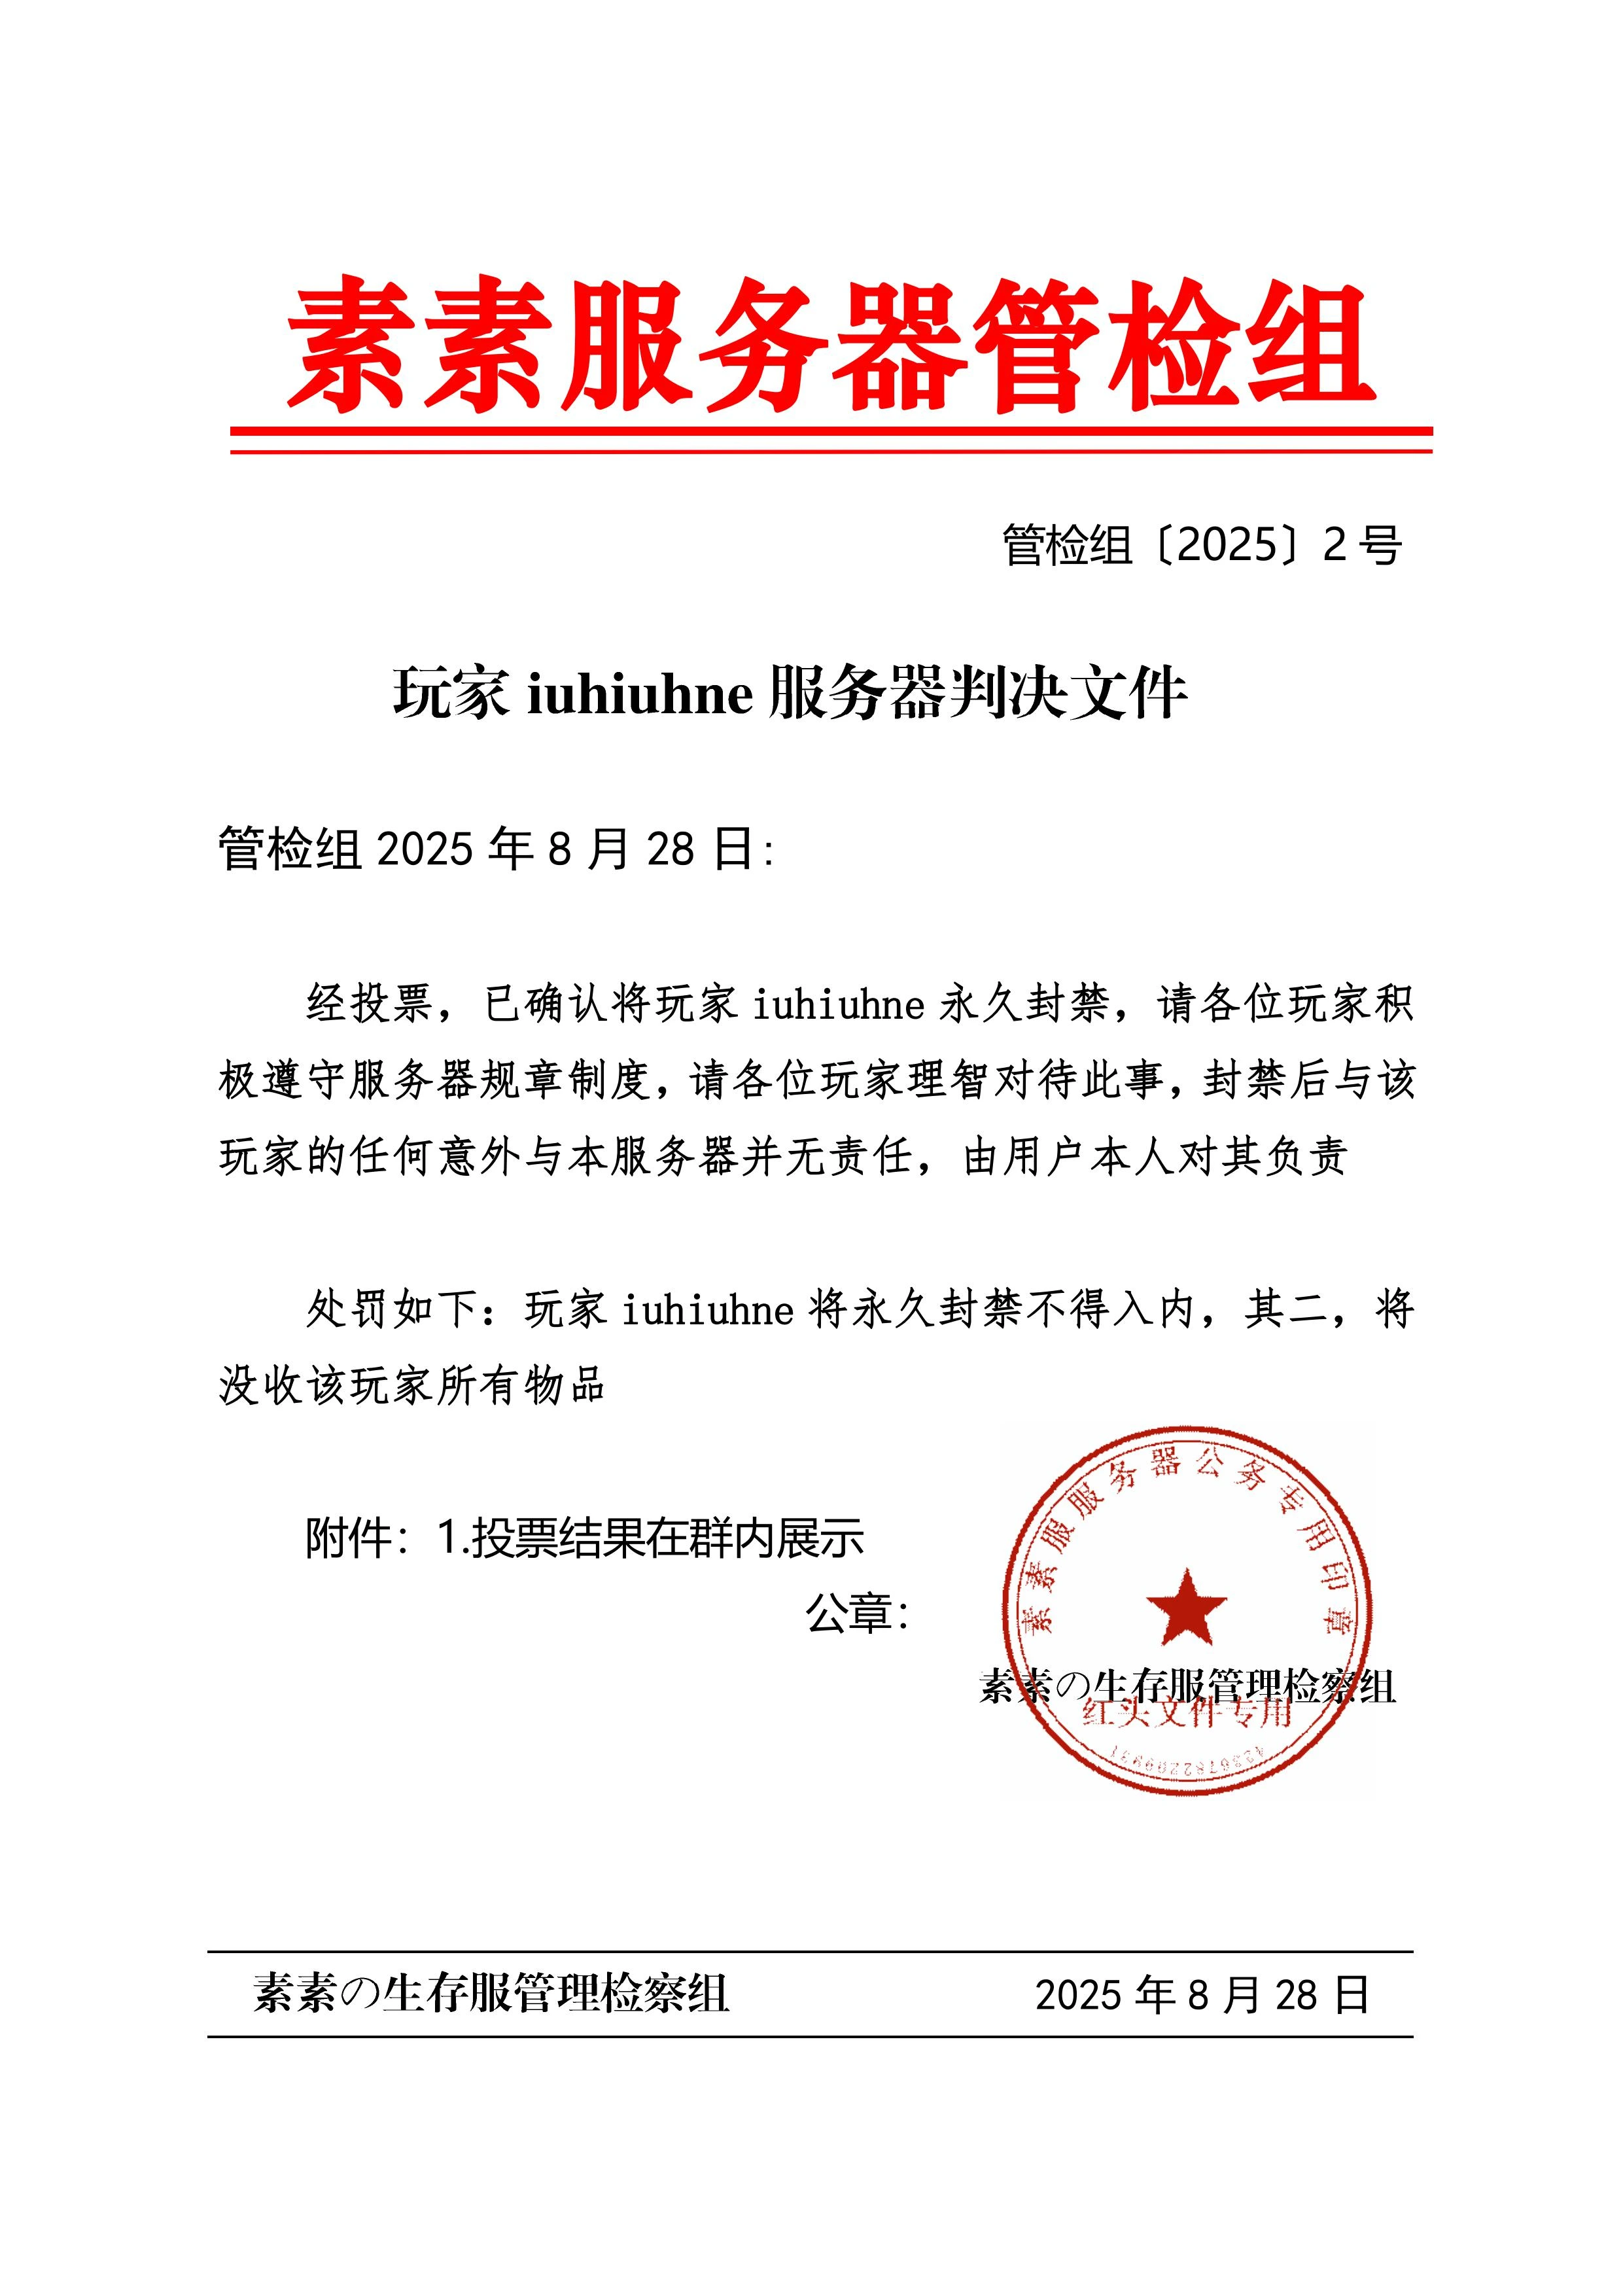 素素服务器管检组
管检组〔2025〕2 号
玩家 iuhiuhne 服务器判决文件
管检组 2025 年 8 月 28 日：
经投票，已确认将玩家 iuhiuhne 永久封禁，请各位玩家积
极遵守服务器规章制度，请各位玩家理智对待此事，封禁后与该
玩家的任何意外与本服务器并无责任，由用户本人对其负责
处罚如下：玩家 iuhiuhne 将永久封禁不得入内，其二，将
没收该玩家所有物品
附件：1.投票结果在群内展示
公章：
素素服服务器公务专用印章
素素の生存服管理检察组
红头文件专用
素素の生存服管理检察组 2025 年 8 月 28 日